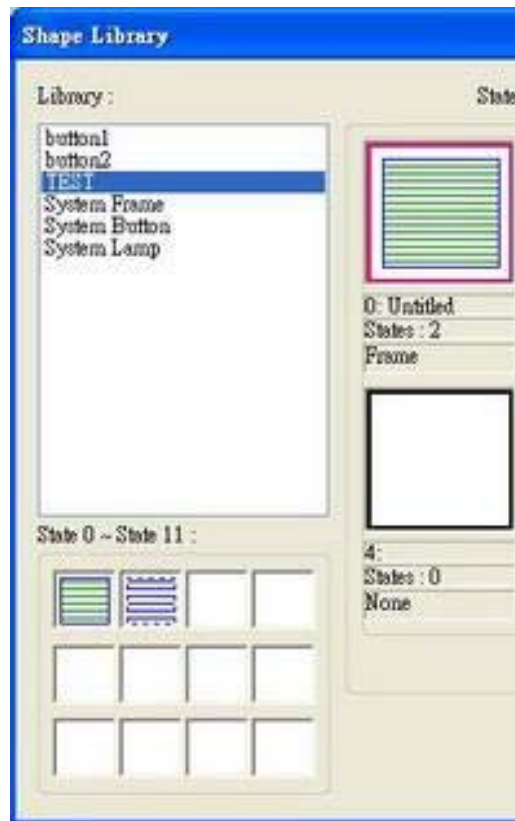 Shape Library
Library :
State
button1
button2
TEST
System Frame
System Button
System Lamp
0: Untitled
States : 2
Frame
State 0 ~ State 11 :
4:
States : 0
None